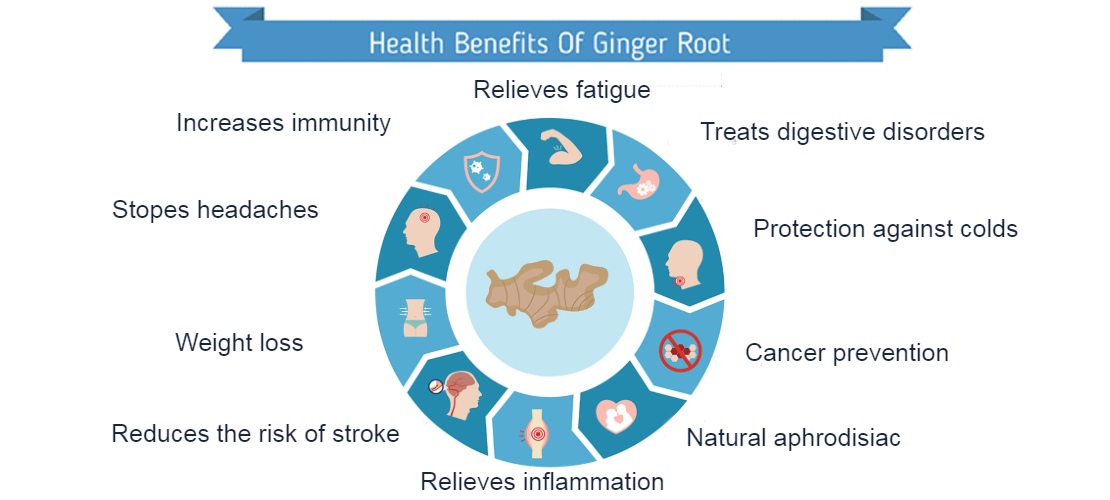 Health Benefits Of Ginger Root
Relieves fatigue
Increases immunity
Treats digestive disorders
Stopes headaches
Protection against colds
Weight loss
Cancer prevention
Reduces the risk of stroke
Natural aphrodisiac
Relieves inflammation